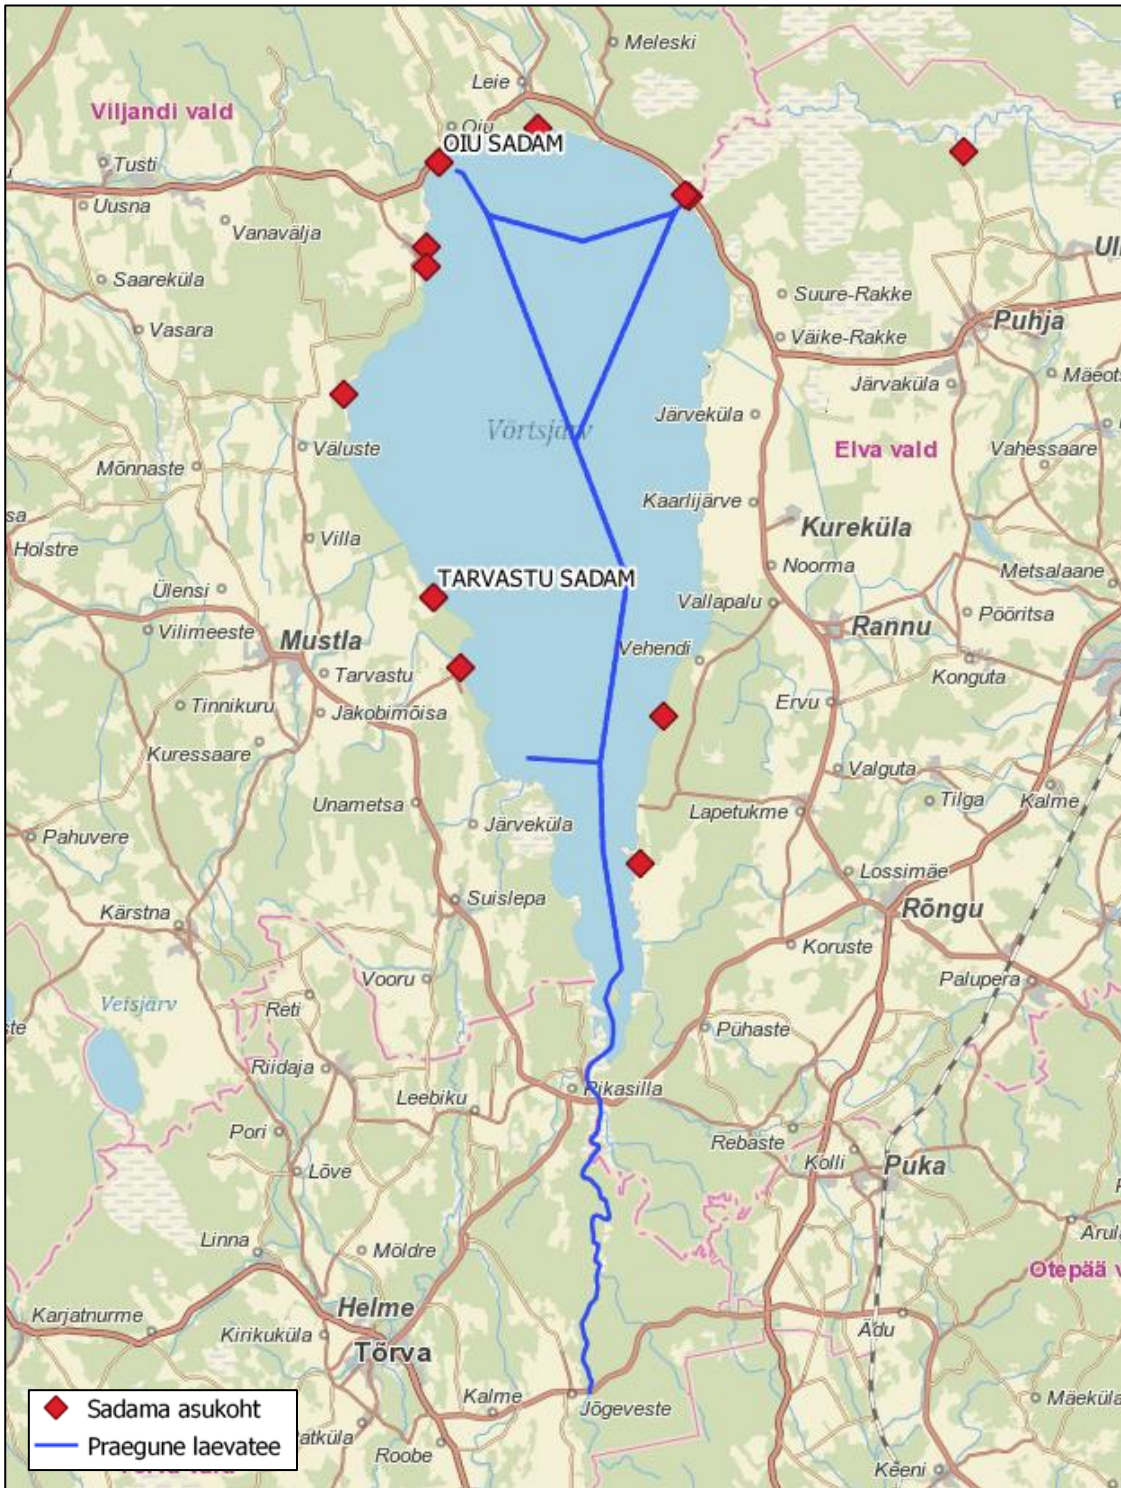 Meleski
Leie
Viljandi vald
Oiu
OIU SADAM
Tusti
Uusna
Vanavälja
Saareküla
Suure-Rakke
Puhja
Vasara
Väike-Rakke
Järvaküla
Järveküla
Võrtsjärv
Väluste
Elva vald
Vahessaare
Mõnnaste
Kaarlijärve
Kureküla
Holstre
Villa
Noorma
Metsalaane
TARVASTU SADAM
Ülensi
Vallapalu
Pööritsa
Vilimeeste
Mustla
Rannu
Vehendi
Tarvastu
Konguta
Tinnikuru
Jakobimõisa
Ervu
Kuressaare
Valguta
Unametsa
Tilga
Kalme
Lapetukme
Pahuvere
Järveküla
Lossimäe
Suislepa
Kärstna
Rõngu
Koruste
Vooru
Palupera
Veisjärv
Reti
Pühaste
Riidaja
Pikasilla
Leebiku
Pori
Rebaste
Lõve
Kolli
Puka
Linna
Möldre
Otepää v
Karjatnurme
Helme
Kirikuküla
Ädu
Tõrva
Kalme
Jõgeveste
Mäeküla
Sadama asukoht
Praegune laevatee
Roobe
Keeni